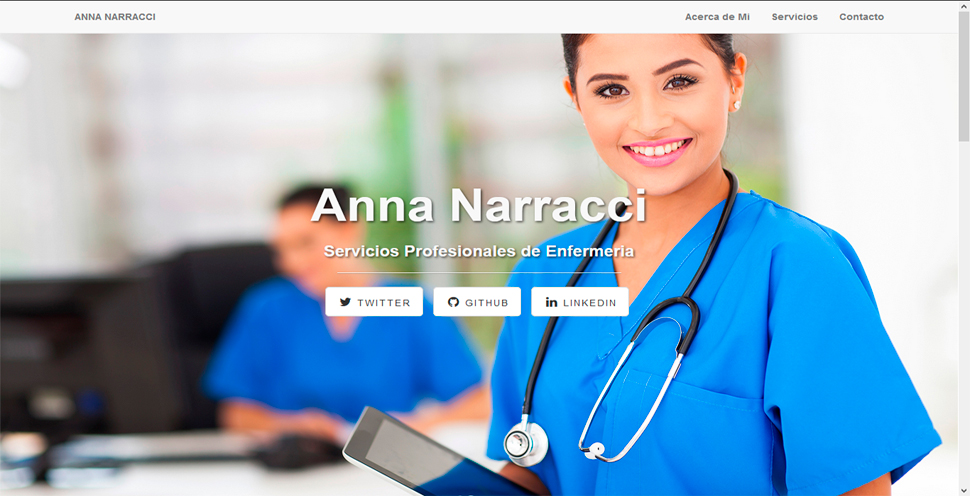 ANNA NARRACCI
Acerca de Mi Servicios Contacto
Anna Narracci
Servicios Profesionales de Enfermeria
TWITTER GITHUB LINKEDIN